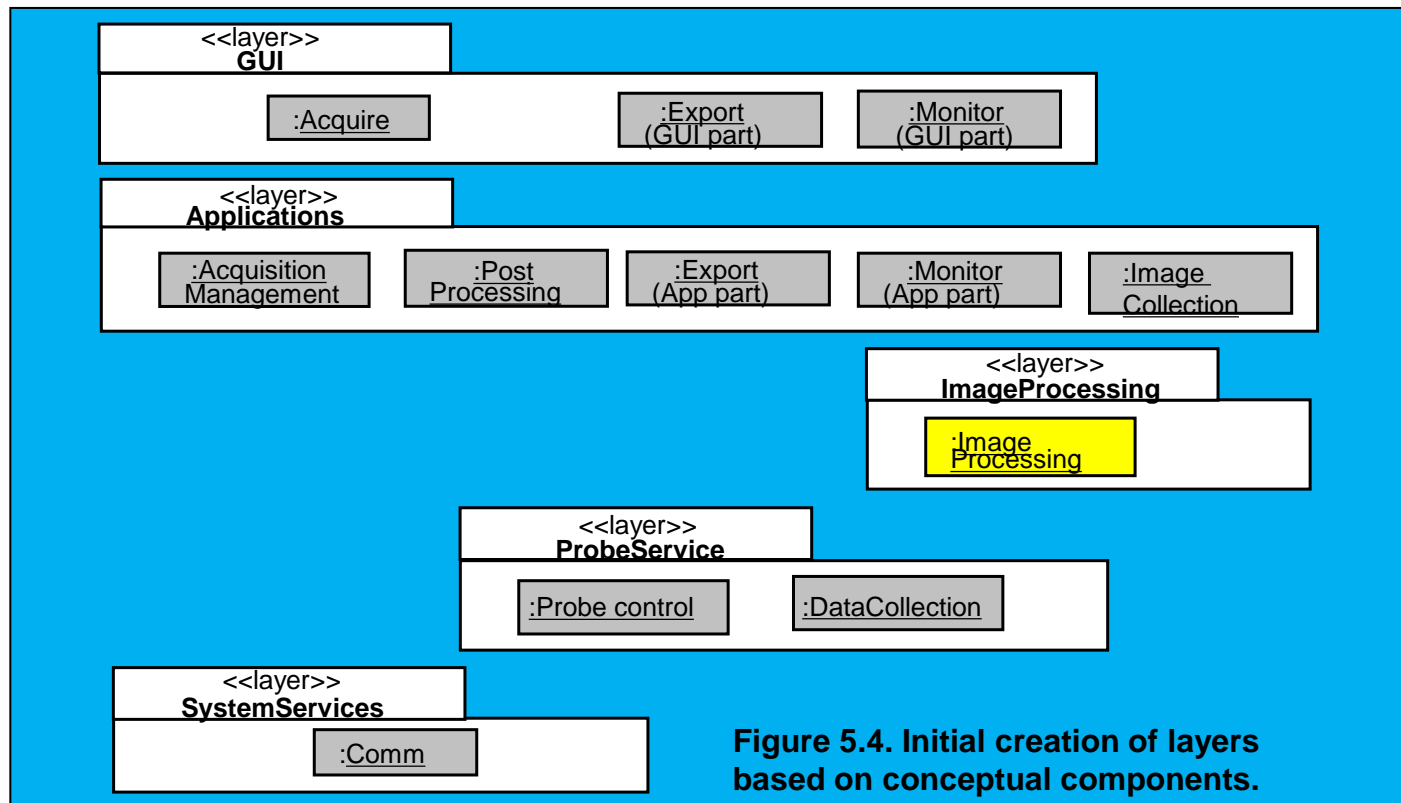 <<layer>>
GUI
:Acquire
:Export
(GUI part)
:Monitor
(GUI part)
<<layer>>
Applications
:Acquisition
Management
:Post
Processing
:Export
(App part)
:Monitor
(App part)
:Image
Collection
<<layer>>
ImageProcessing
:Image
Processing
<<layer>>
ProbeService
:Probe control
:DataCollection
<<layer>>
SystemServices
:Comm
Figure 5.4. Initial creation of layers
based on conceptual components.